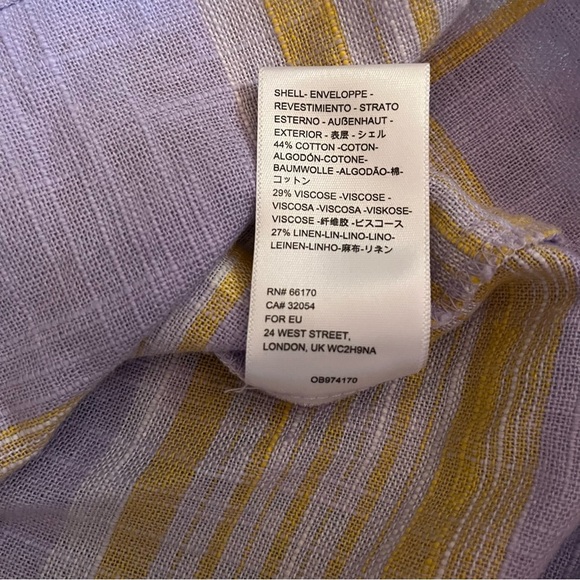 SHELL- ENVELOPPE -
REVESTIMIENTO - STRATO
ESTERNO - AUßENHAUT -
EXTERIOR - 表层 - シェル
44% COTTON -COTON-
ALGODÓN-COTONE-
BAUMWOLLE -ALGODÃO-棉-
コットン
29% VISCOSE -VISCOSE -
VISCOSA -VISCOSA -VISKOSE-
VISCOSE -纤维胶 -ビスコース
27% LINEN-LIN-LINO-LINO-
LEINEN-LINHO-麻布-リネン
RN# 66170
CA# 32054
FOR EU
24 WEST STREET,
LONDON, UK WC2H9NA
OB974170